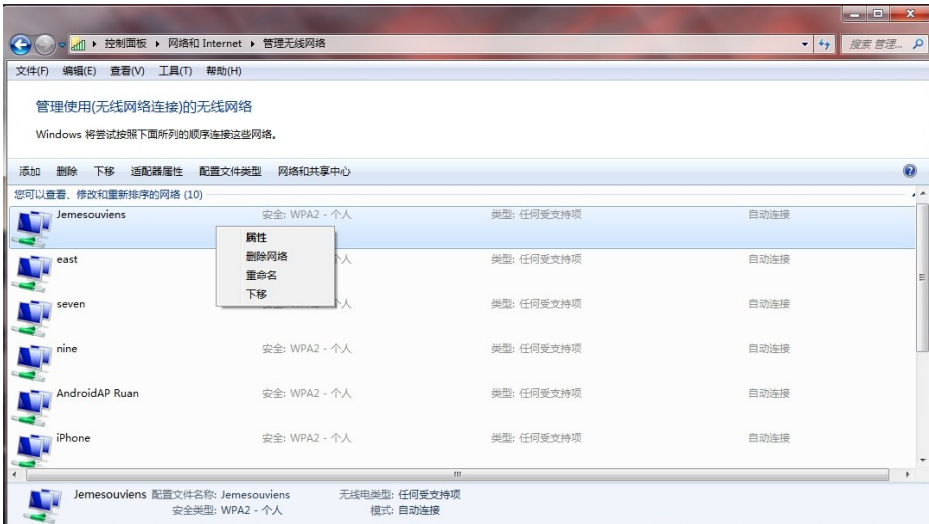 控制面板 ▸ 网络和 Internet ▸ 管理无线网络
搜索 管理...
文件(F) 编辑(E) 查看(V) 工具(T) 帮助(H)
管理使用(无线网络连接)的无线网络
Windows 将尝试按照下面所列的顺序连接这些网络。
添加 删除 下移 适配器属性 配置文件类型 网络和共享中心
您可以查看、修改和重新排序的网络 (10)
Jemesouviens 安全: WPA2 - 个人 类型: 任何受支持项 自动连接
属性
删除网络
重命名
下移
east 人 类型: 任何受支持项 自动连接
seven 人 类型: 任何受支持项 自动连接
nine 安全: WPA2 - 个人 类型: 任何受支持项 自动连接
AndroidAP Ruan 安全: WPA2 - 个人 类型: 任何受支持项 自动连接
iPhone 安全: WPA2 - 个人 类型: 任何受支持项 自动连接
Jemesouviens 配置文件名称: Jemesouviens 无线电类型: 任何受支持项
安全类型: WPA2 - 个人 模式: 自动连接